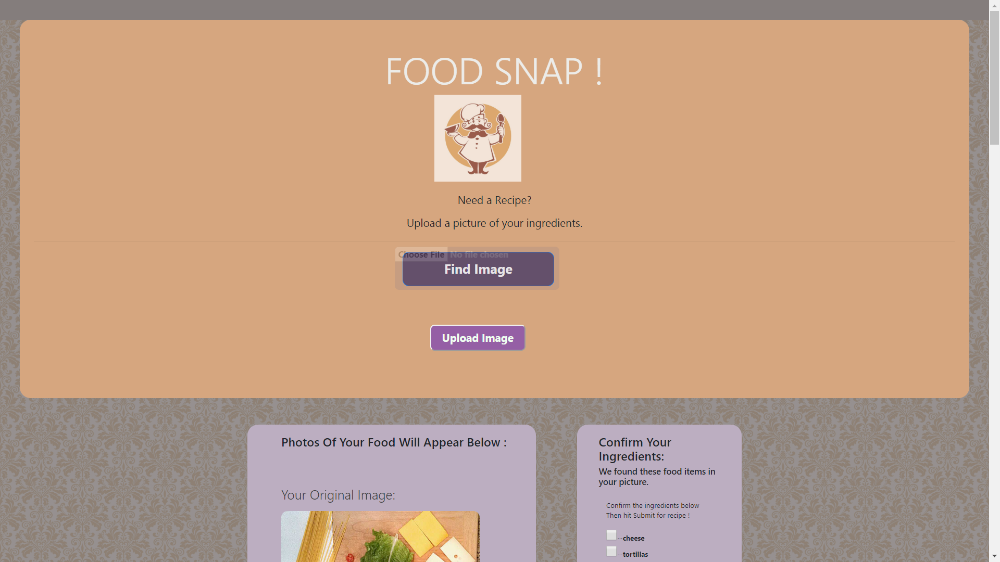 FOOD SNAP !
Need a Recipe?
Upload a picture of your ingredients.
Choose File No file chosen
Find Image
Upload Image
Photos Of Your Food Will Appear Below :
Your Original Image:
Confirm Your
Ingredients:
We found these food items in
your picture.
Confirm the ingredients below
Then hit Submit for recipe !
--cheese
--tortillas